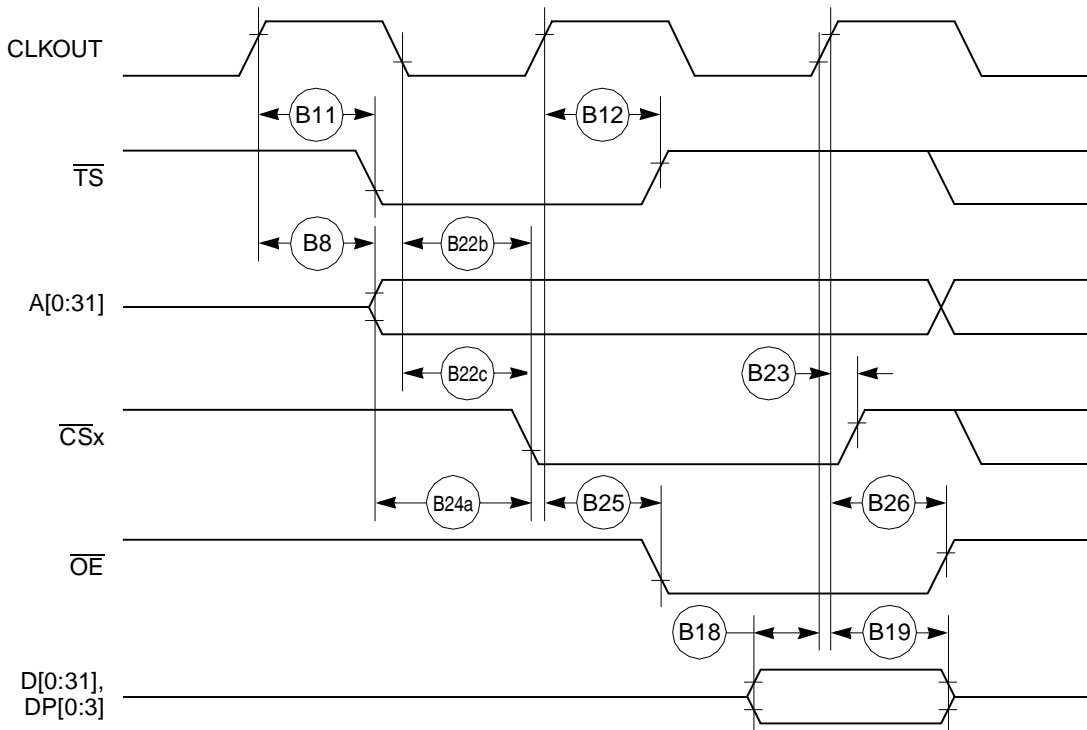 CLKOUT
B11
B12
TS
B8
B22b
A[0:31]
B22c
B23
CSx
B24a
B25
B26
OE
B18
B19
D[0:31],
DP[0:3]